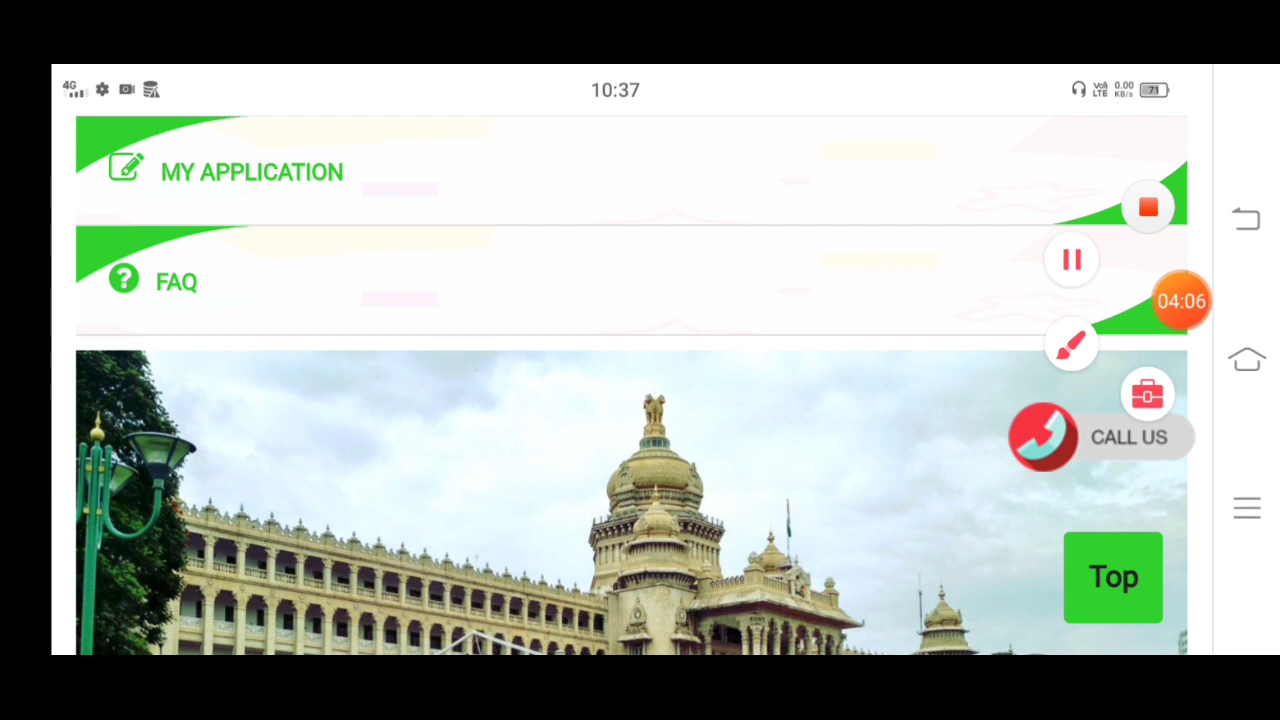 4G
10:37
Vo))
LTE
0.00
KB/s
71
MY APPLICATION
FAQ
04:06
CALL US
Top